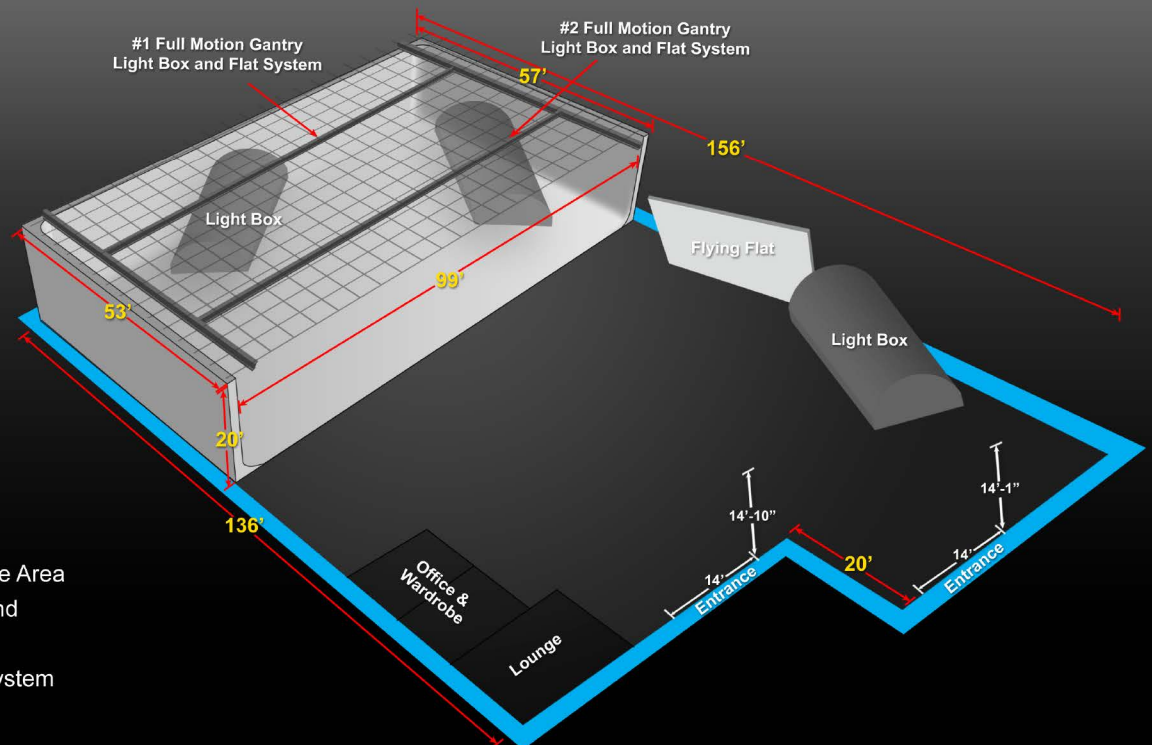 #1 Full Motion Gantry
Light Box and Flat System
#2 Full Motion Gantry
Light Box and Flat System
57’
156’
Light Box
Flying Flat
99’
53’
Light Box
20’
136’
14’-10”
14’-1”
14’
Entrance
20’
14’
Entrance
Office &
Wardrobe
Lounge
e Area
nd
ystem